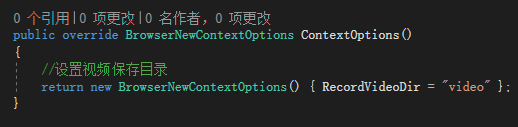 0 个引用|0 项更改|0 名作者，0 项更改
public override BrowserNewContextOptions ContextOptions()
{
//设置视频保存目录
return new BrowserNewContextOptions() { RecordVideoDir = "video" };
}